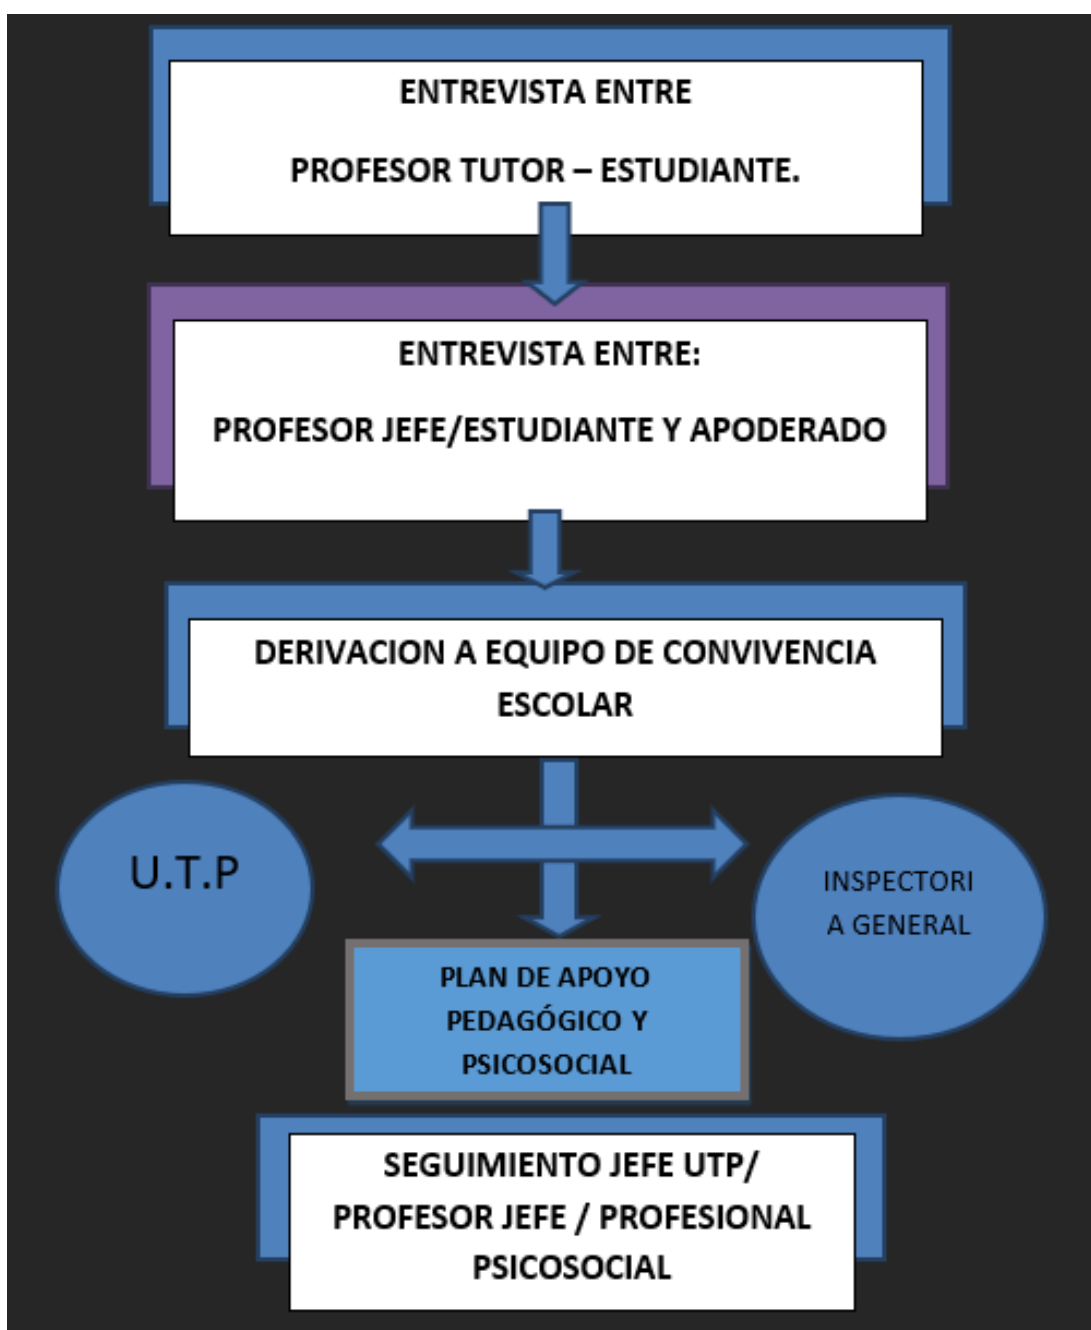 ENTREVISTA ENTRE
PROFESOR TUTOR – ESTUDIANTE.
ENTREVISTA ENTRE:
PROFESOR JEFE/ESTUDIANTE Y APODERADO
DERIVACION A EQUIPO DE CONVIVENCIA
ESCOLAR
U.T.P
INSPECTORI
A GENERAL
PLAN DE APOYO
PEDAGÓGICO Y
PSICOSOCIAL
SEGUIMIENTO JEFE UTP/
PROFESOR JEFE / PROFESIONAL
PSICOSOCIAL